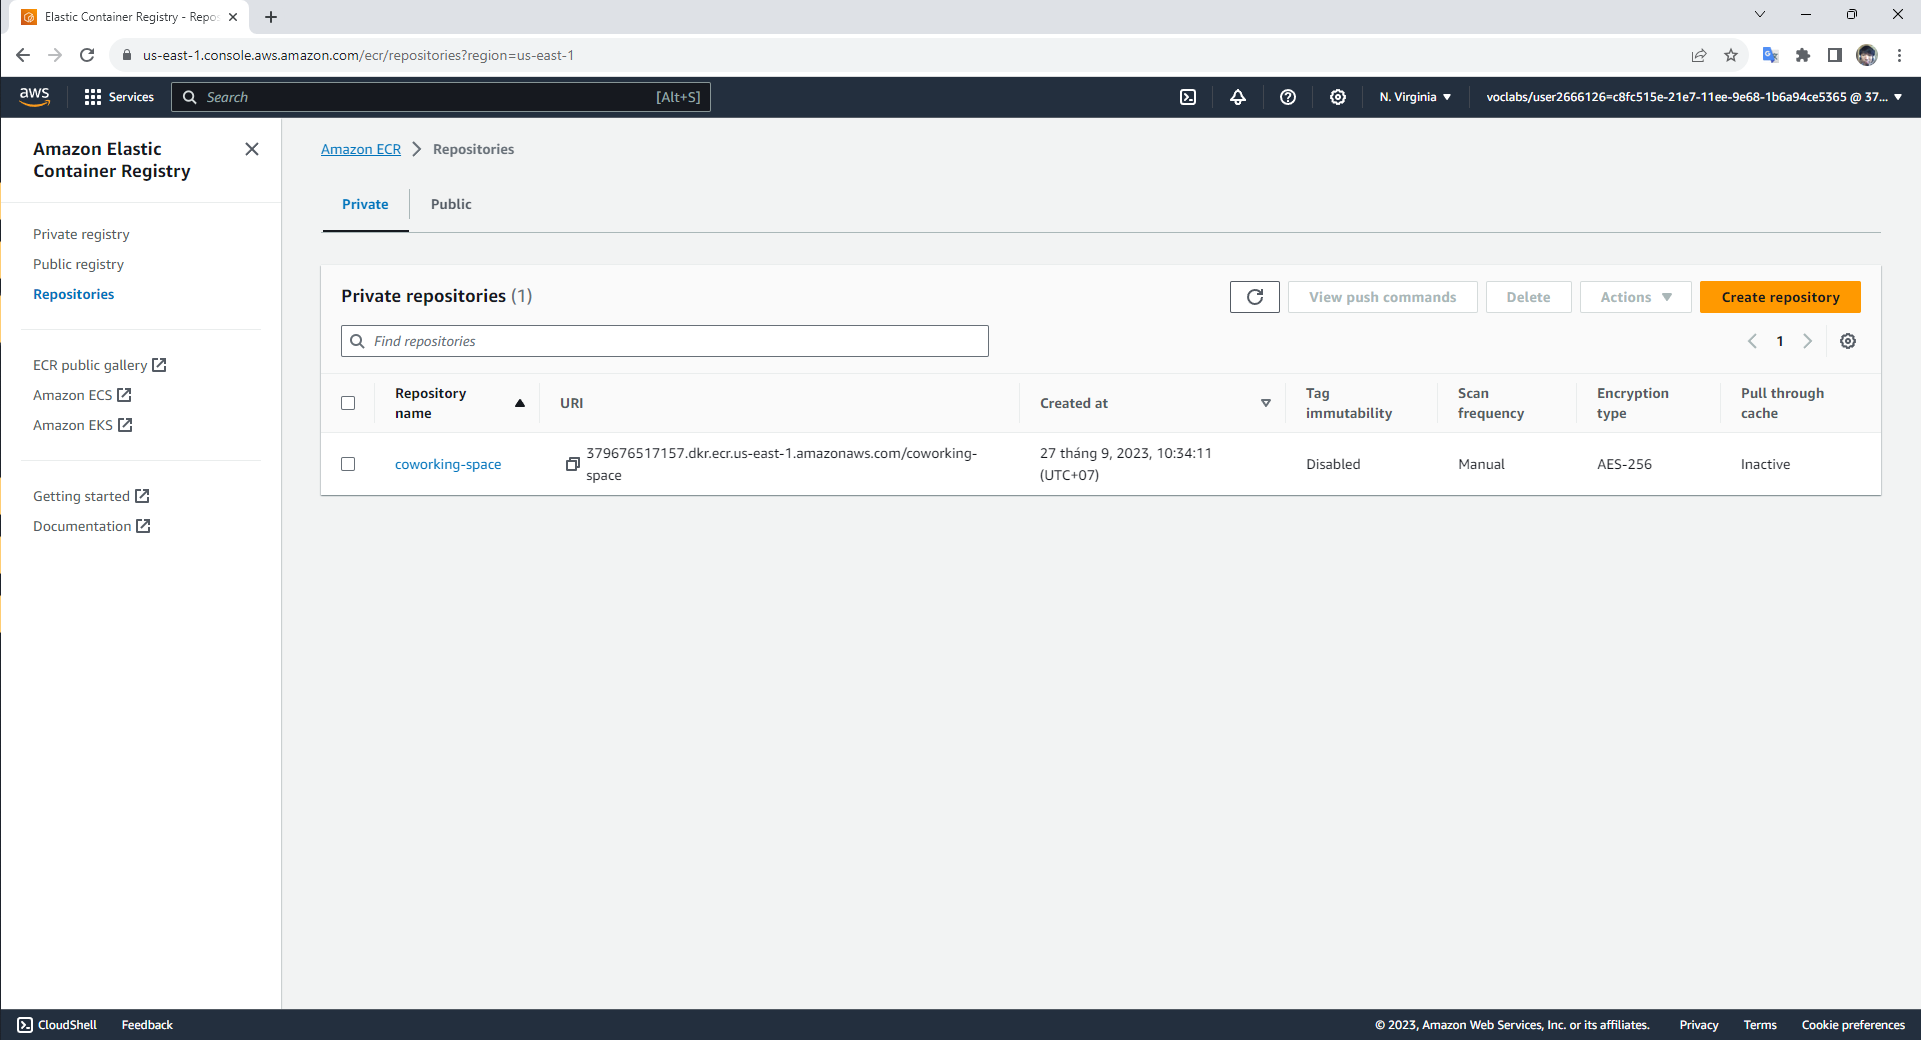 Elastic Container Registry - Repo
us-east-1.console.aws.amazon.com/ecr/repositories?region=us-east-1
aws
Services
Search
[Alt+S]
N. Virginia
voclabs/user2666126=c8fc515e-21e7-11ee-9e68-1b6a94ce5365 @ 37...
Amazon Elastic
Container Registry
Private registry
Public registry
Repositories
ECR public gallery
Amazon ECS
Amazon EKS
Getting started
Documentation
Amazon ECR
Repositories
Private
Public
Private repositories (1)
View push commands
Delete
Actions
Create repository
Find repositories
1
Repository
name
URI
Created at
Tag
immutability
Scan
frequency
Encryption
type
Pull through
cache
coworking-space
379676517157.dkr.ecr.us-east-1.amazonaws.com/coworking-
space
27 tháng 9, 2023, 10:34:11
(UTC+07)
Disabled
Manual
AES-256
Inactive
CloudShell
Feedback
© 2023, Amazon Web Services, Inc. or its affiliates.
Privacy
Terms
Cookie preferences